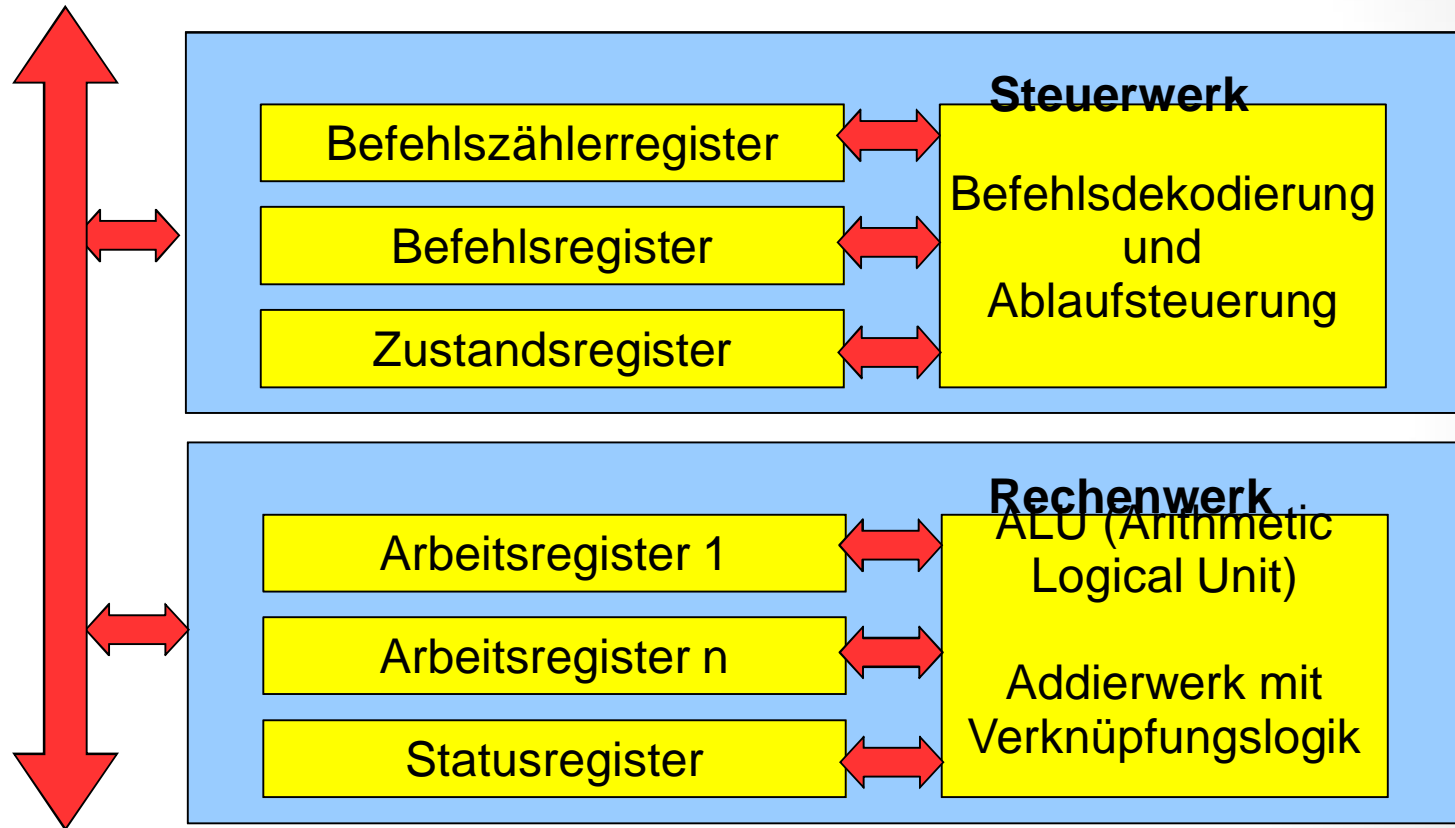 Steuerwerk
Befehlszählerregister
Befehlsregister
Zustandsregister
Befehlsdekodierung
und
Ablaufsteuerung
Rechenwerk
Arbeitsregister 1
Arbeitsregister n
Statusregister
ALU (Arithmetic
Logical Unit)
Addierwerk mit
Verknüpfungslogik